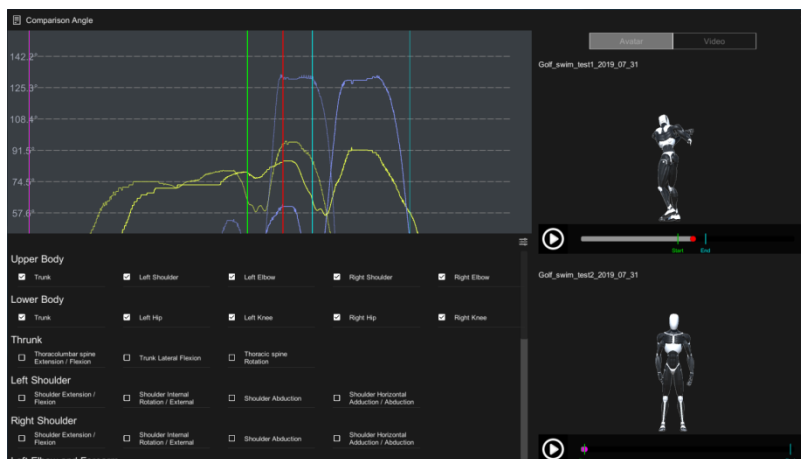 Comparison Angle
142.2°
125.3°
108.4°
91.5°
74.5°
57.6°
Avatar Video
Golf_swim_test1_2019_07_31
Start End
Golf_swim_test2_2019_07_31
Upper Body
Trunk Left Shoulder Left Elbow Right Shoulder Right Elbow
Lower Body
Trunk Left Hip Left Knee Right Hip Right Knee
Thrunk
Thoracolumbar spine
Extension / Flexion
Trunk Lateral Flexion
Thoracic spine
Rotation
Left Shoulder
Shoulder Extension /
Flexion
Shoulder Internal
Rotation / External
Shoulder Abduction
Shoulder Horizontal
Adduction / Abduction
Right Shoulder
Shoulder Extension /
Flexion
Shoulder Internal
Rotation / External
Shoulder Abduction
Shoulder Horizontal
Adduction / Abduction
Left Elbow and Forearm